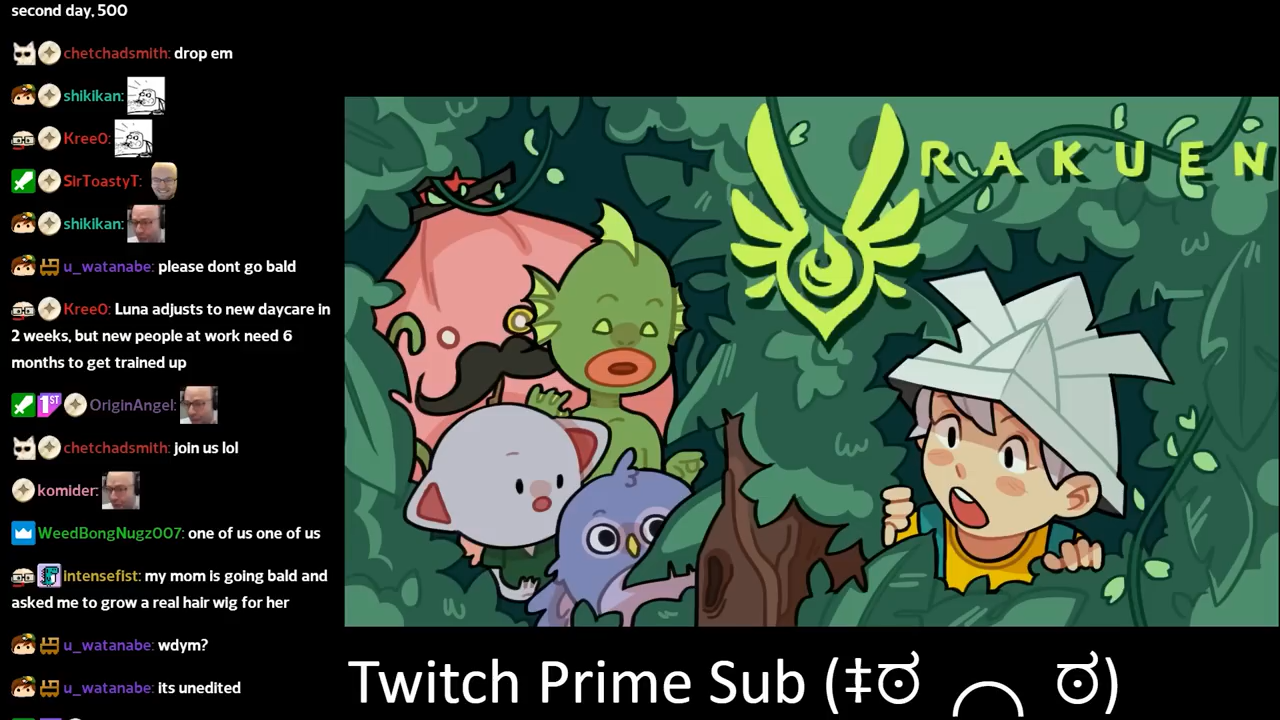 second day, 500
chetchadsmith: drop em
shikikan:
KreeO:
SirToastyT:
shikikan:
u_watanabe: please dont go bald
KreeO: Luna adjusts to new daycare in
2 weeks, but new people at work need 6
months to get trained up
1ST OriginAngel:
chetchadsmith: join us lol
komider:
WeedBongNugz007: one of us one of us
intensefist: my mom is going bald and
asked me to grow a real hair wig for her
u_watanabe: wdym?
u_watanabe: its unedited
RAKUEN
Twitch Prime Sub (‡ಠ ╭╮ ಠ)